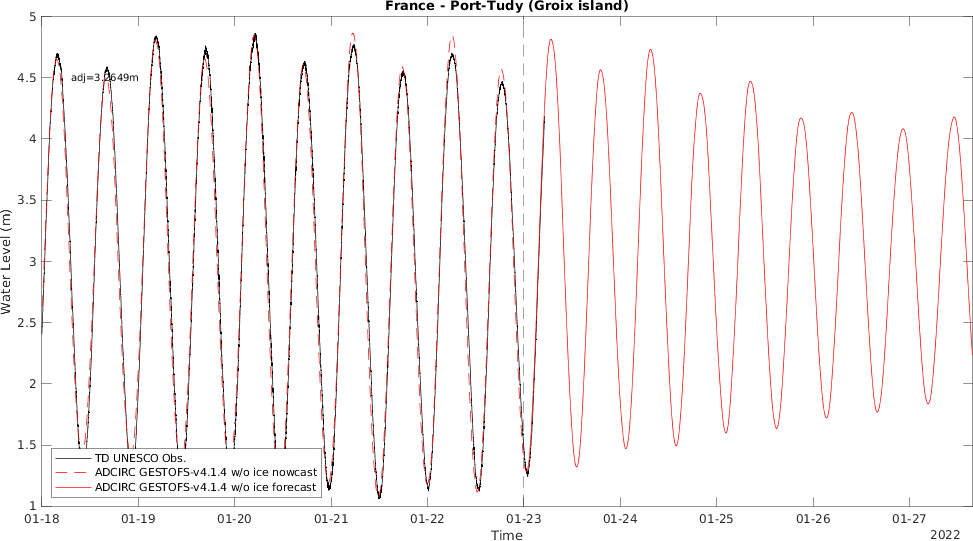 France - Port-Tudy (Groix island)
5
4.5
4
3.5
3
2.5
2
1.5
1
Water Level (m)
adj=3.2649m
TD UNESCO Obs.
ADCIRC GESTOFS-v4.1.4 w/o ice nowcast
ADCIRC GESTOFS-v4.1.4 w/o ice forecast
01-18 01-19 01-20 01-21 01-22 01-23 01-24 01-25 01-26 01-27
Time
2022